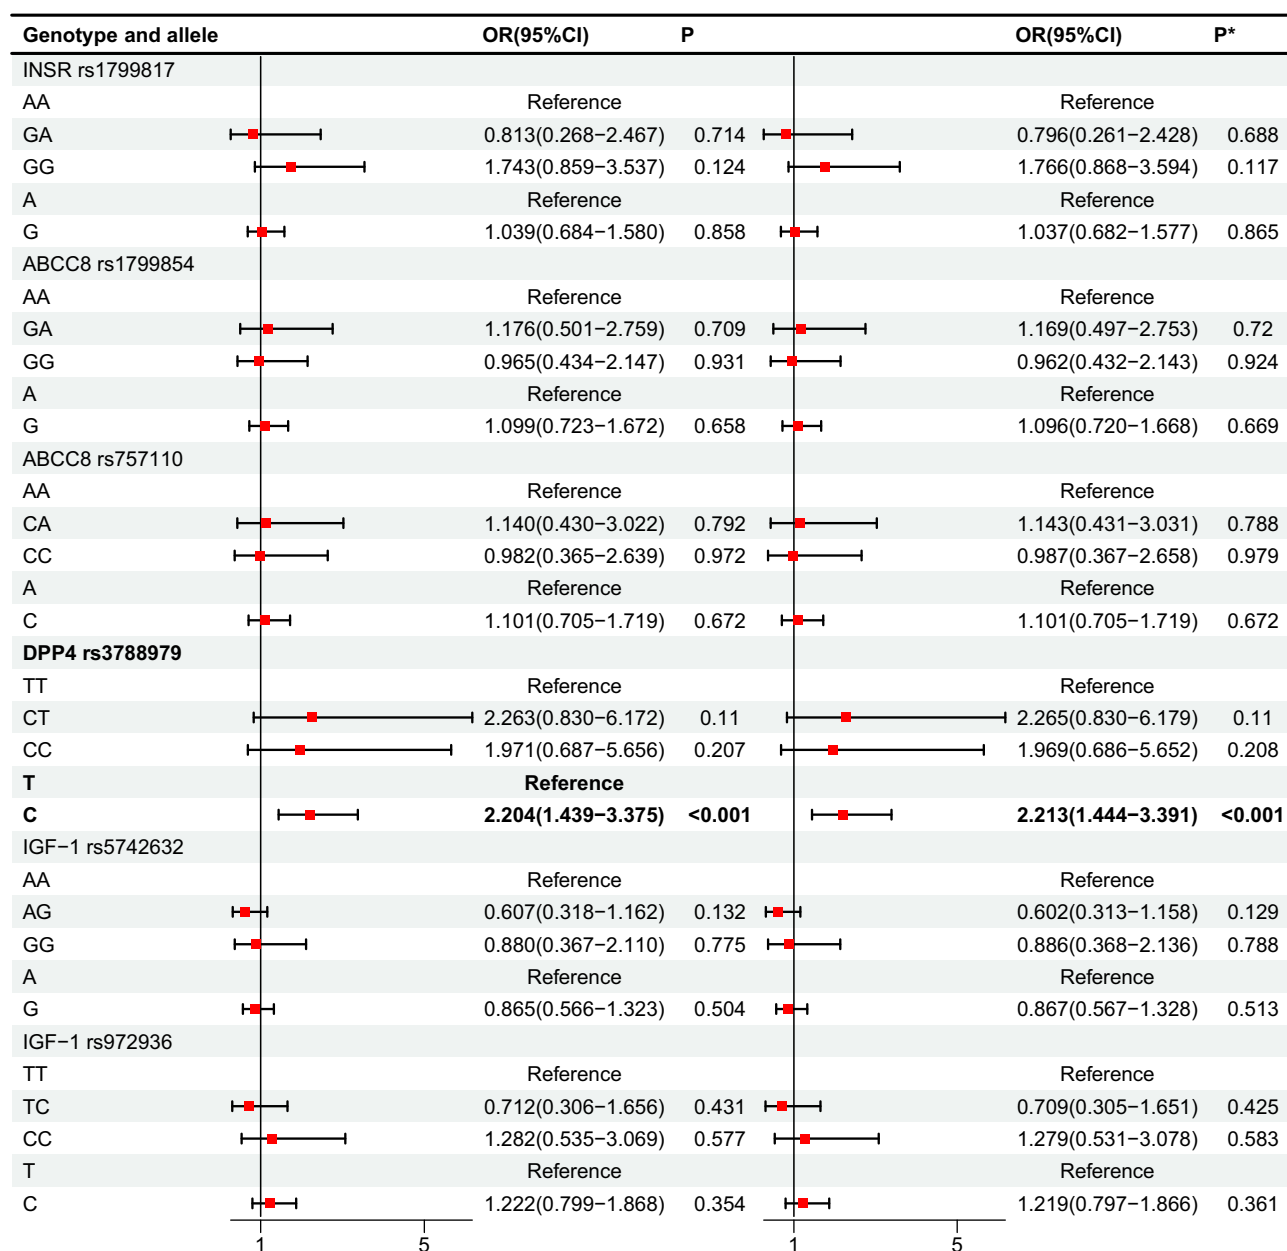 Genotype and allele OR(95%CI) P OR(95%CI) P*
INSR rs1799817
AA Reference Reference
GA 0.813(0.268−2.467) 0.714 0.796(0.261−2.428) 0.688
GG 1.743(0.859−3.537) 0.124 1.766(0.868−3.594) 0.117
A Reference Reference
G 1.039(0.684−1.580) 0.858 1.037(0.682−1.577) 0.865
ABCC8 rs1799854
AA Reference Reference
GA 1.176(0.501−2.759) 0.709 1.169(0.497−2.753) 0.72
GG 0.965(0.434−2.147) 0.931 0.962(0.432−2.143) 0.924
A Reference Reference
G 1.099(0.723−1.672) 0.658 1.096(0.720−1.668) 0.669
ABCC8 rs757110
AA Reference Reference
CA 1.140(0.430−3.022) 0.792 1.143(0.431−3.031) 0.788
CC 0.982(0.365−2.639) 0.972 0.987(0.367−2.658) 0.979
A Reference Reference
C 1.101(0.705−1.719) 0.672 1.101(0.705−1.719) 0.672
DPP4 rs3788979
TT Reference Reference
CT 2.263(0.830−6.172) 0.11 2.265(0.830−6.179) 0.11
CC 1.971(0.687−5.656) 0.207 1.969(0.686−5.652) 0.208
T Reference
C 2.204(1.439−3.375) <0.001 2.213(1.444−3.391) <0.001
IGF−1 rs5742632
AA Reference Reference
AG 0.607(0.318−1.162) 0.132 0.602(0.313−1.158) 0.129
GG 0.880(0.367−2.110) 0.775 0.886(0.368−2.136) 0.788
A Reference Reference
G 0.865(0.566−1.323) 0.504 0.867(0.567−1.328) 0.513
IGF−1 rs972936
TT Reference Reference
TC 0.712(0.306−1.656) 0.431 0.709(0.305−1.651) 0.425
CC 1.282(0.535−3.069) 0.577 1.279(0.531−3.078) 0.583
T Reference Reference
C 1.222(0.799−1.868) 0.354 1.219(0.797−1.866) 0.361
1 5 1 5